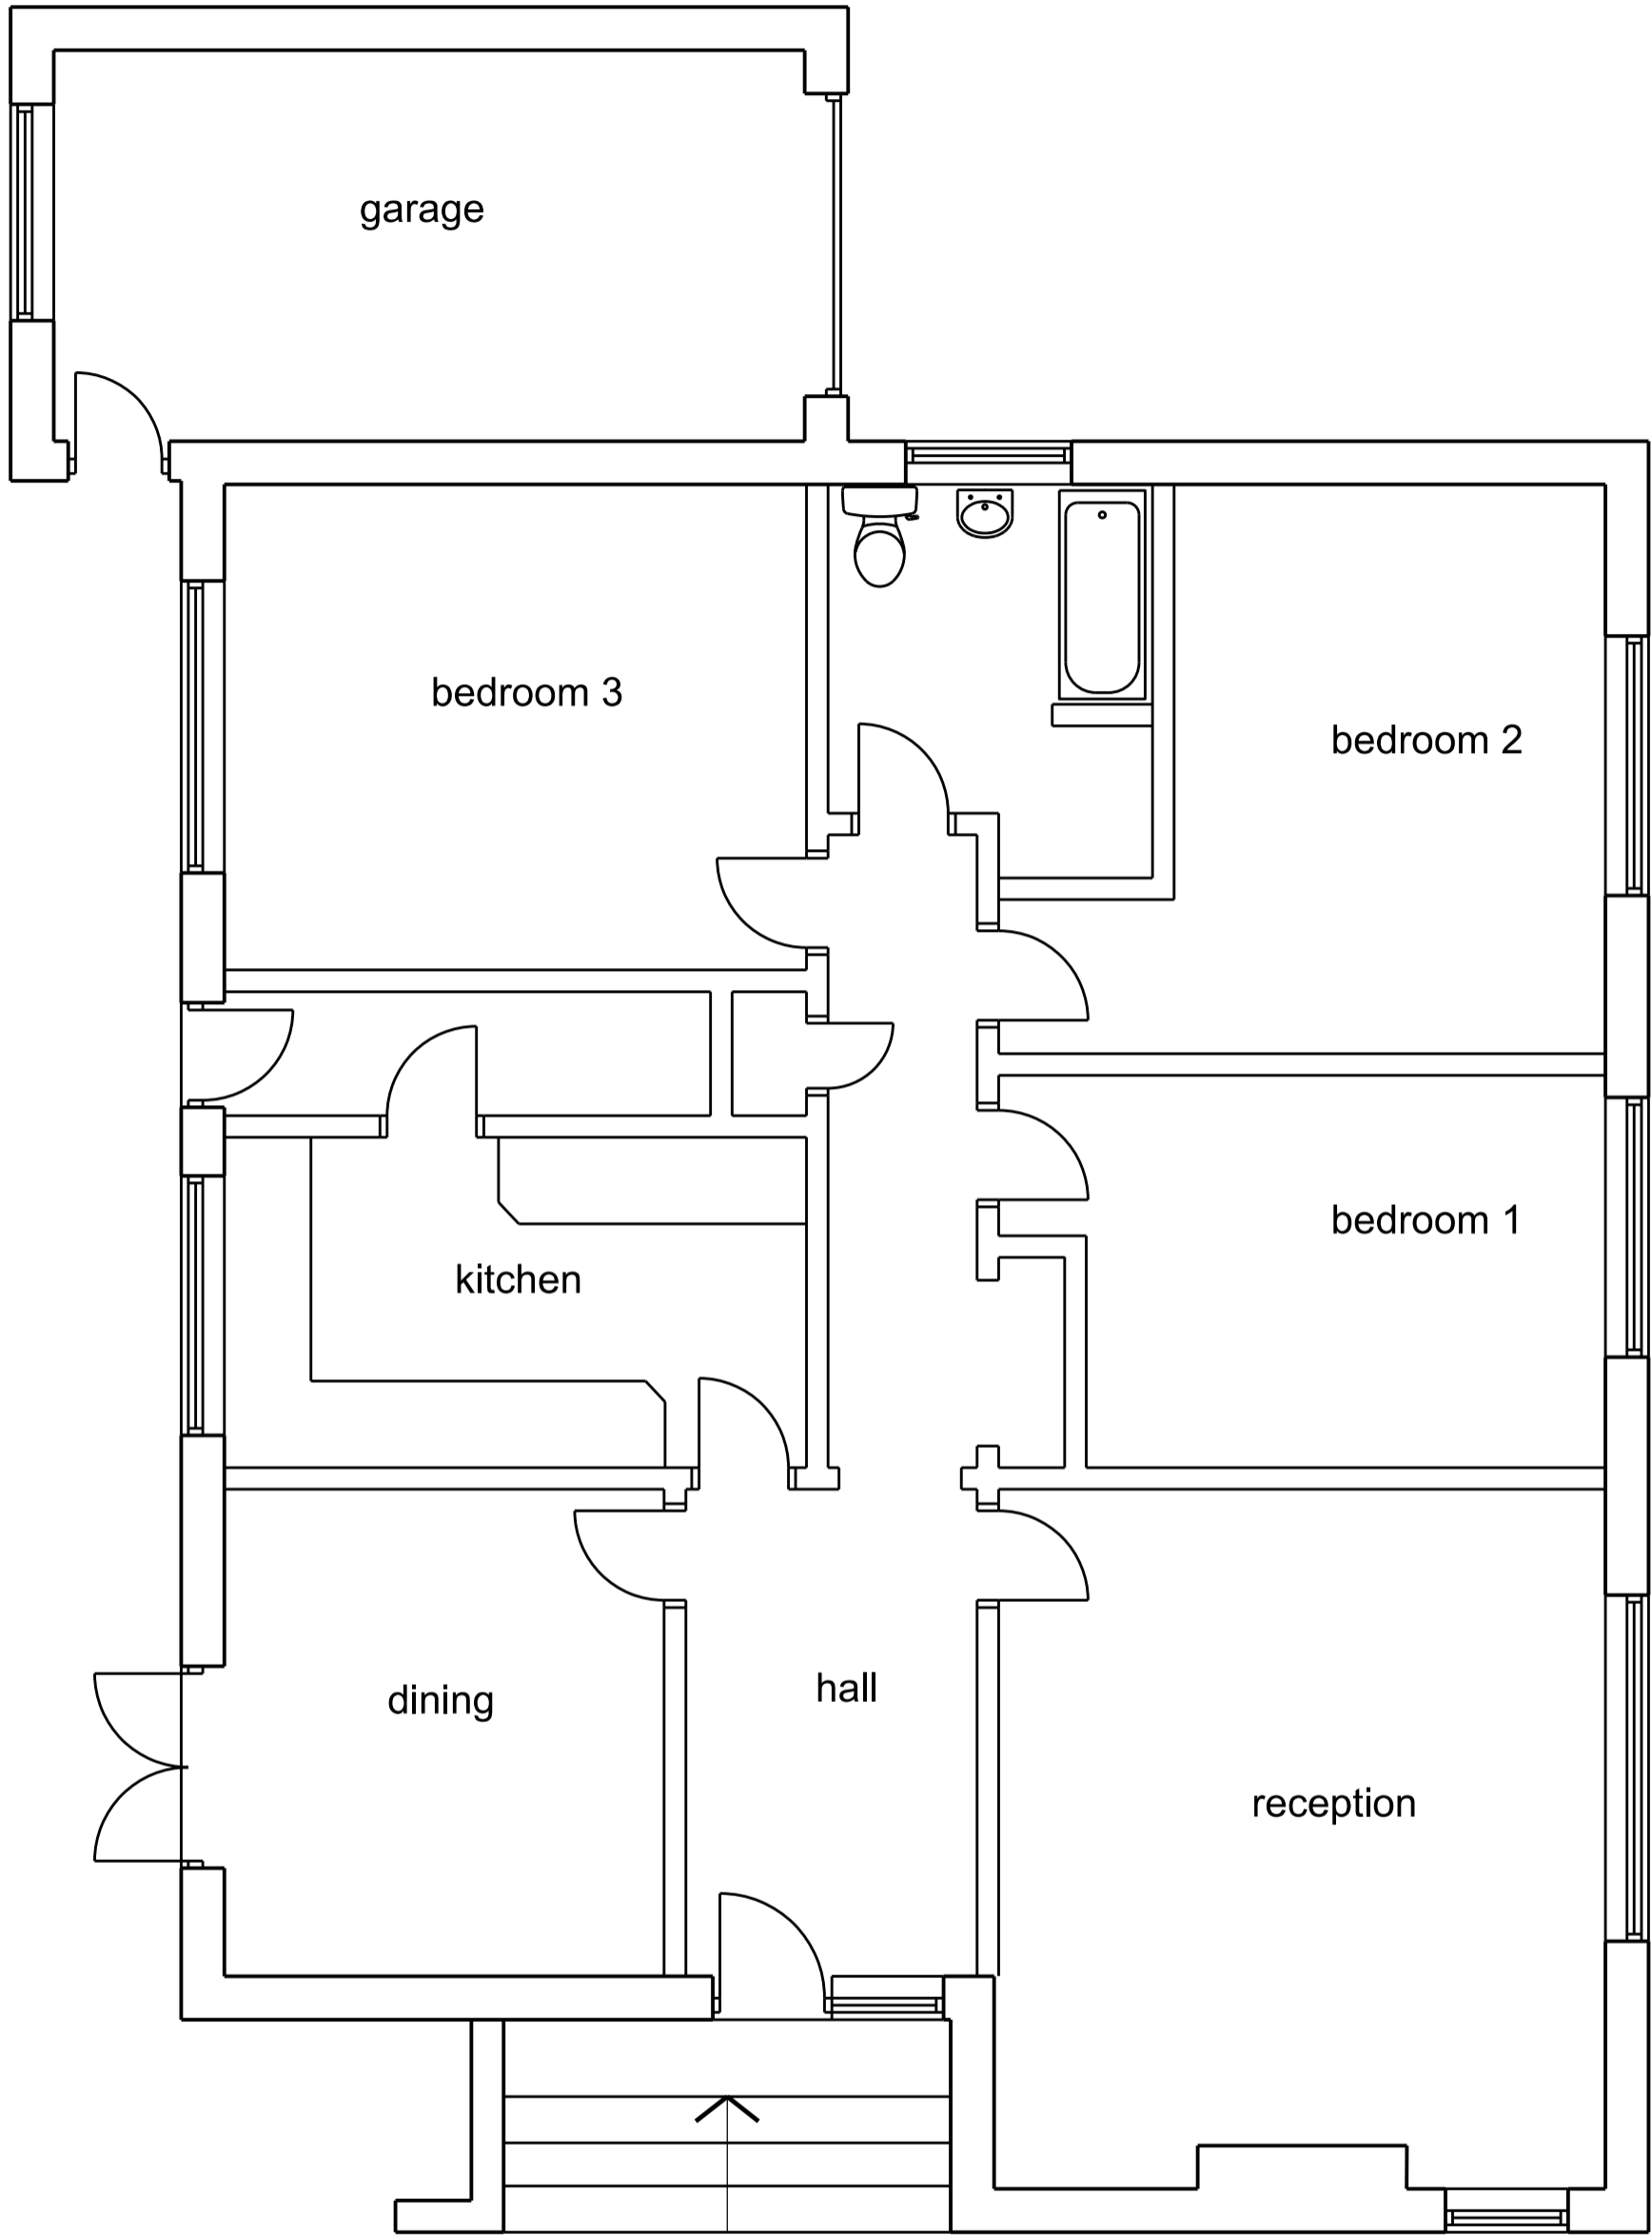 garage
bedroom 3
bedroom 2
bedroom 1
kitchen
hall
dining
reception